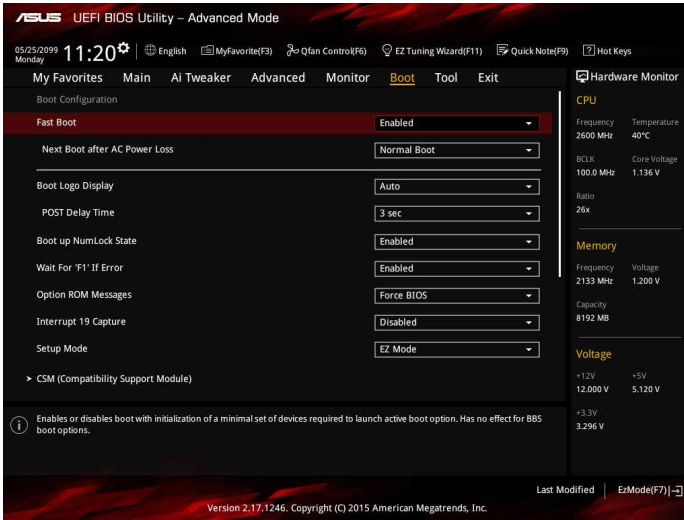 ASUS UEFI BIOS Utility – Advanced Mode
05/25/2099
Monday
11:20
English
MyFavorite(F3)
Qfan Control(F6)
EZ Tuning Wizard(F11)
Quick Note(F9)
? Hot Keys
My Favorites Main Ai Tweaker Advanced Monitor Boot Tool Exit
Boot Configuration
Fast Boot Enabled
Next Boot after AC Power Loss Normal Boot
Boot Logo Display Auto
POST Delay Time 3 sec
Boot up NumLock State Enabled
Wait For 'F1' If Error Enabled
Option ROM Messages Force BIOS
Interrupt 19 Capture Disabled
Setup Mode EZ Mode
> CSM (Compatibility Support Module)
Enables or disables boot with initialization of a minimal set of devices required to launch active boot option. Has no effect for BBS
boot options.
Hardware Monitor
CPU
Frequency Temperature
2600 MHz 40°C
BCLK Core Voltage
100.0 MHz 1.136 V
Ratio
26x
Memory
Frequency Voltage
2133 MHz 1.200 V
Capacity
8192 MB
Voltage
+12V +5V
12.000 V 5.120 V
+3.3V
3.296 V
Last Modified EzMode(F7)
Version 2.17.1246. Copyright (C) 2015 American Megatrends, Inc.